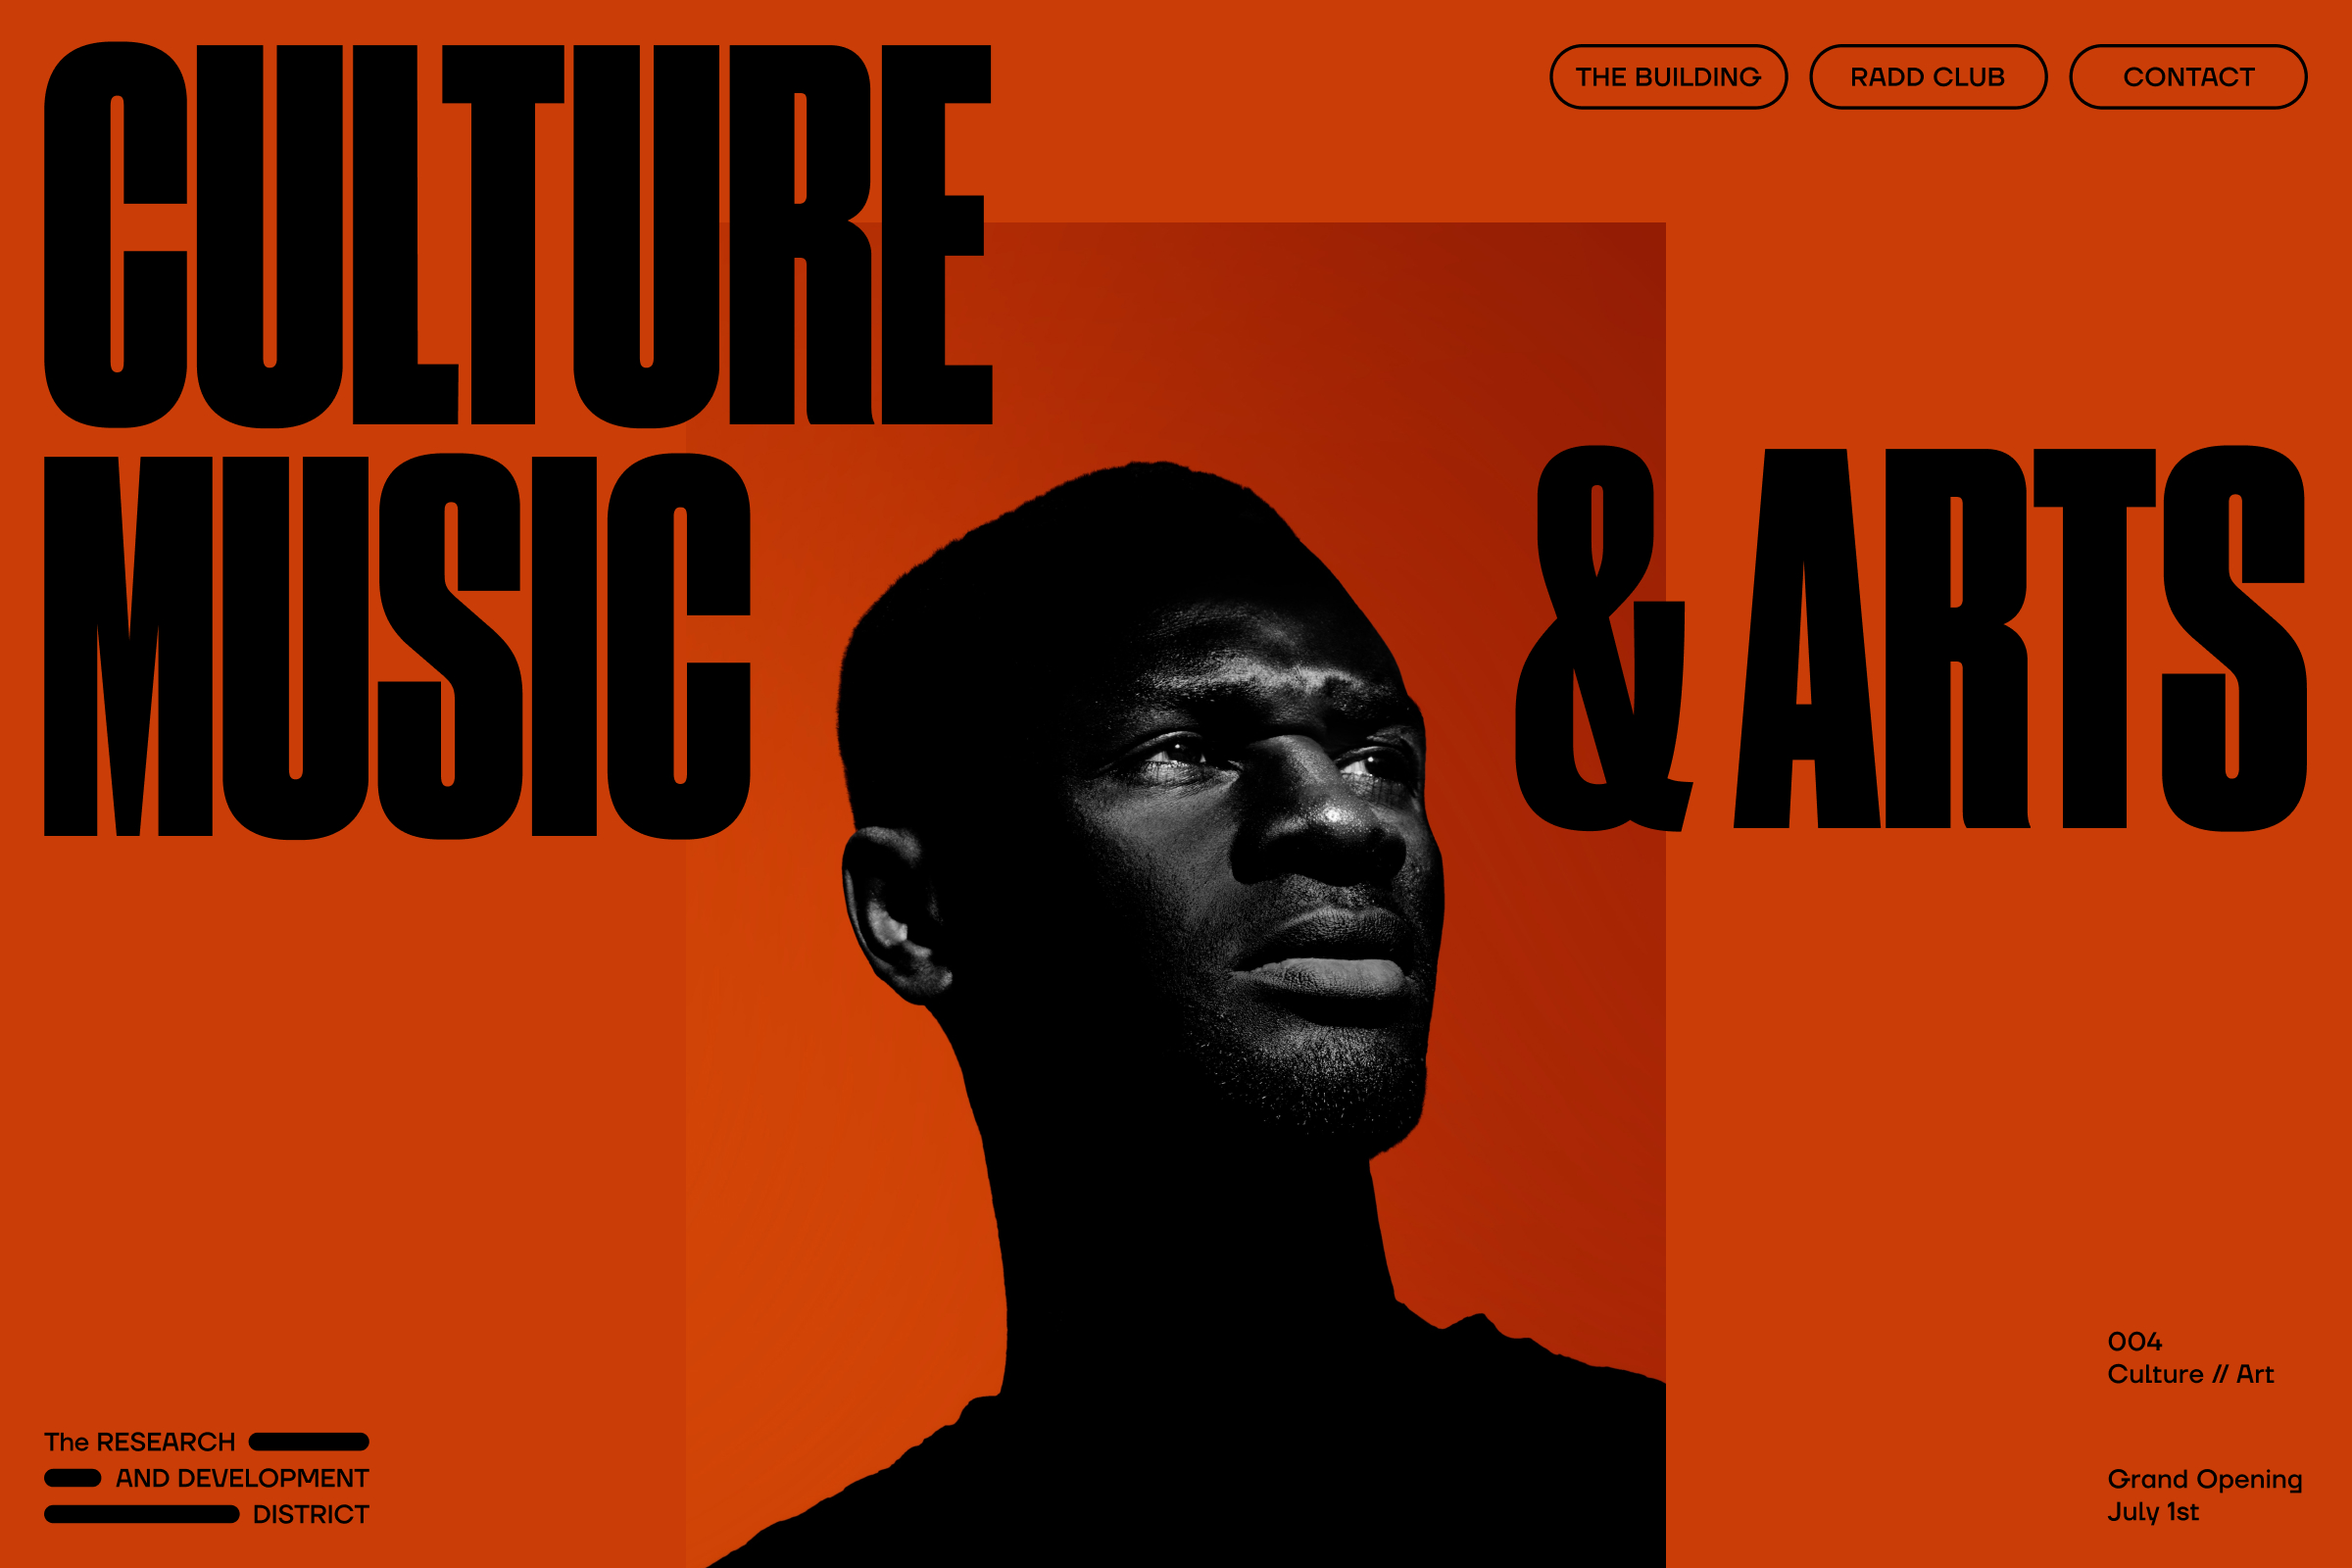 CULTURE
THE BUILDING
RADD CLUB
CONTACT
MUSIC
& ARTS
004
Culture // Art
The RESEARCH
AND DEVELOPMENT
DISTRICT
Grand Opening
July 1st